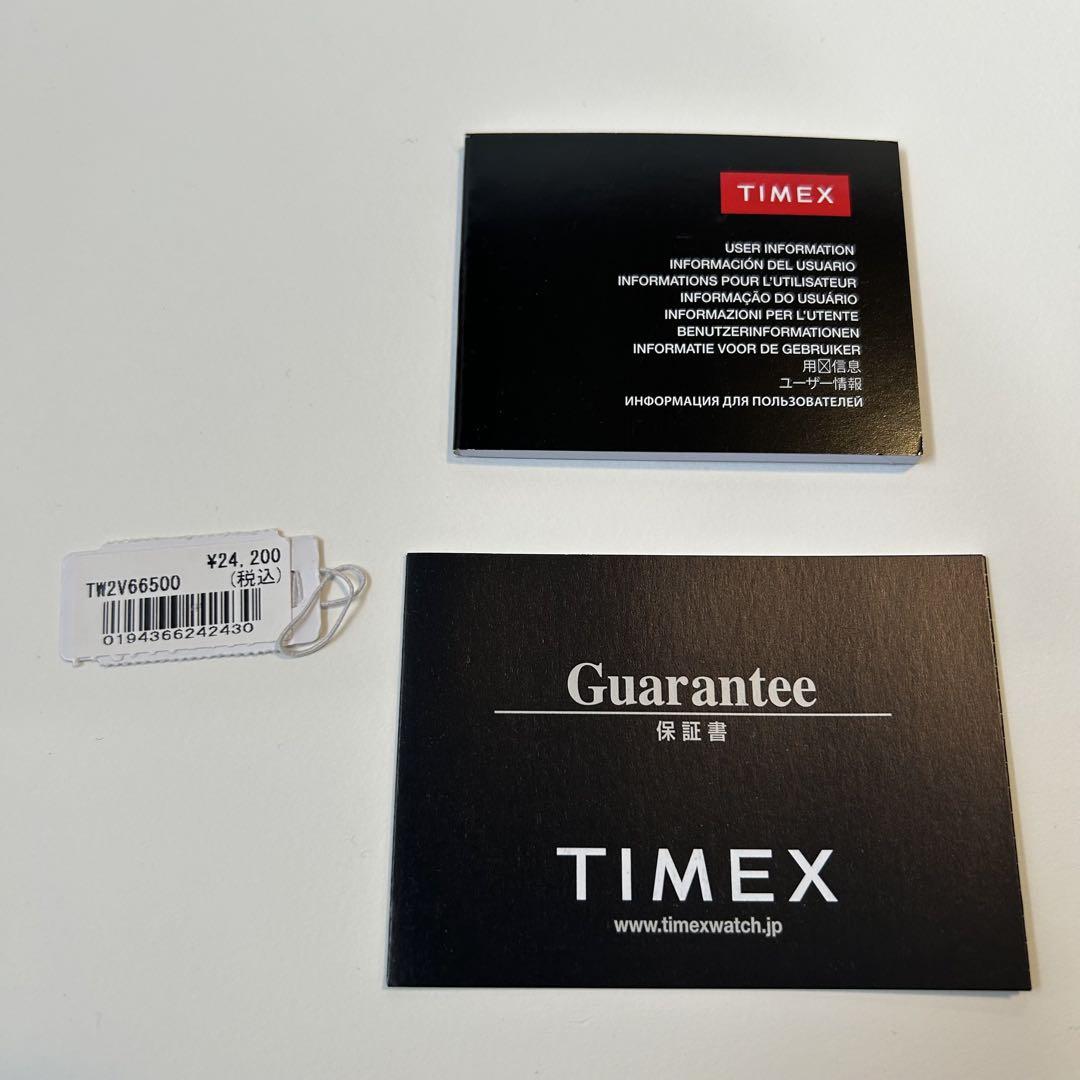 TIMEX
USER INFORMATION
INFORMACIÓN DEL USUARIO
INFORMATIONS POUR L'UTILISATEUR
INFORMAÇÃO DO USUÁRIO
INFORMAZIONI PER L'UTENTE
BENUTZERINFORMATIONEN
INFORMATIE VOOR DE GEBRUIKER
用☒信息
ユーザー情報
ИНФОРМАЦИЯ ДЛЯ ПОЛЬЗОВАТЕЛЕЙ
¥24,200
TW2V66500 (税込)
0194366242430
Guarantee
保証書
TIMEX
www.timexwatch.jp